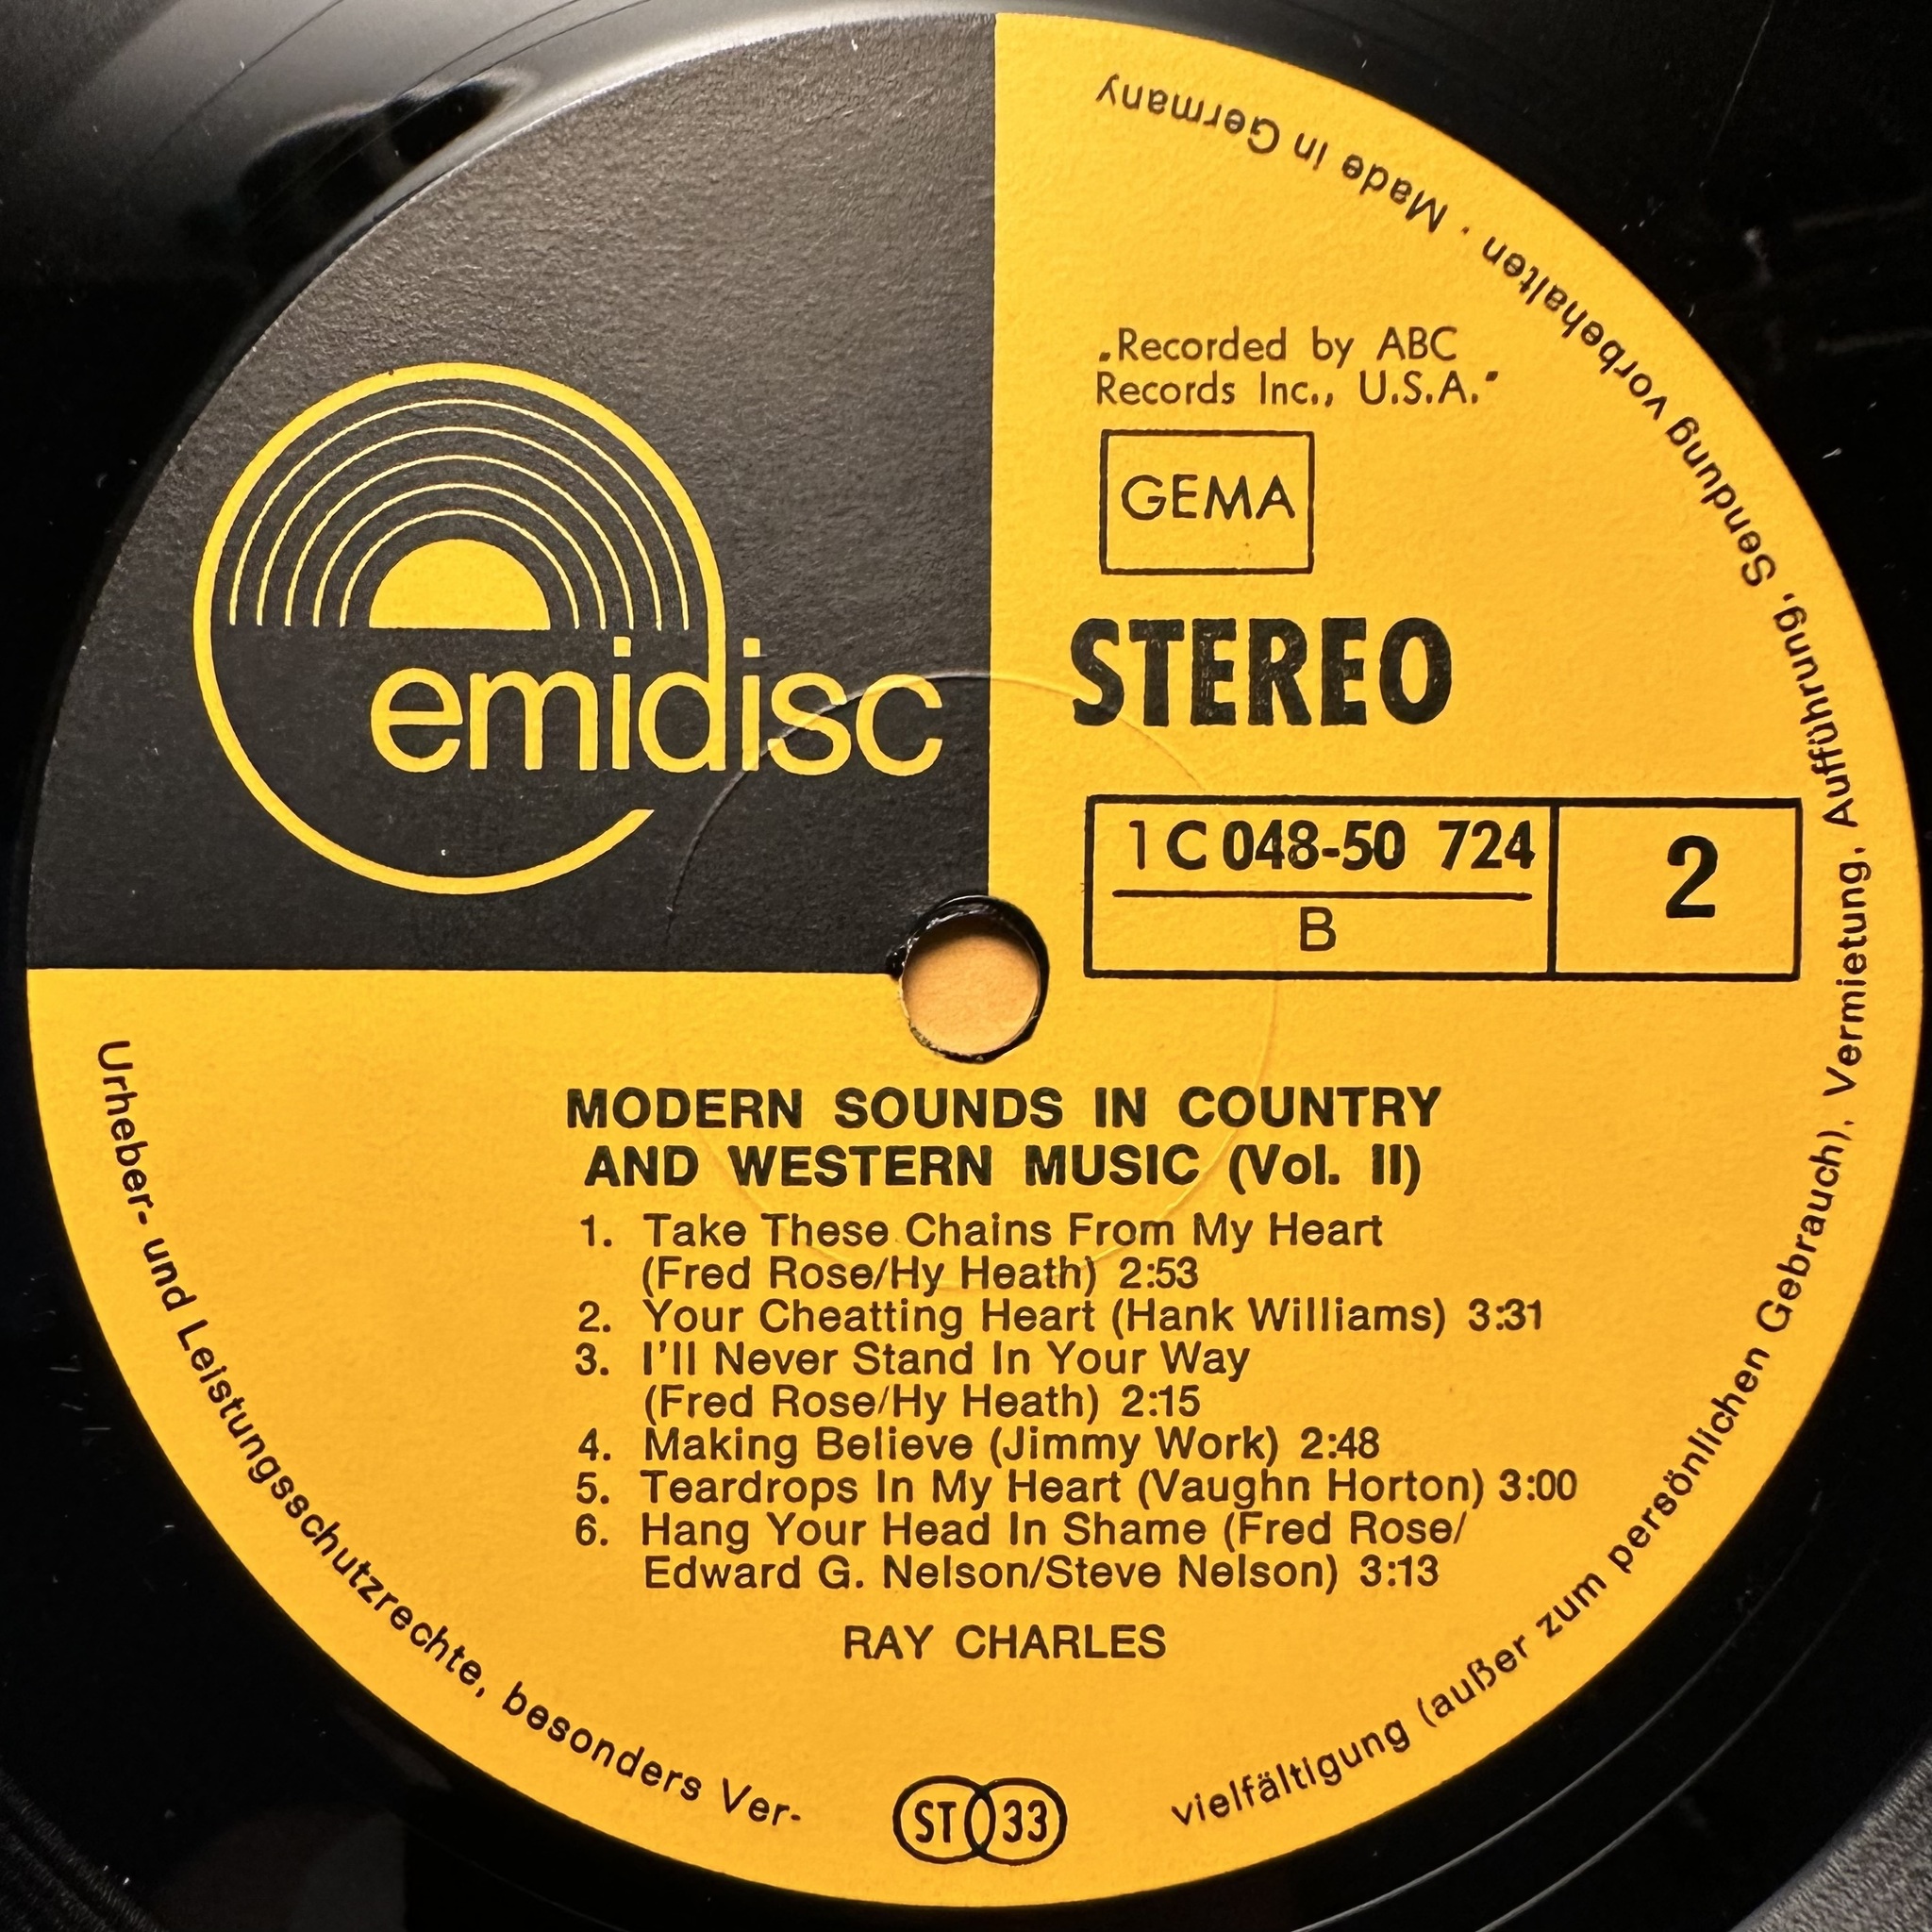 emidisc
„Recorded by ABC
Records Inc., U.S.A."
GEMA
STEREO
1 C 048-50 724
B
2
MODERN SOUNDS IN COUNTRY
AND WESTERN MUSIC (Vol. II)
1. Take These Chains From My Heart
(Fred Rose/Hy Heath) 2:53
2. Your Cheatting Heart (Hank Williams) 3:31
3. I'll Never Stand In Your Way
(Fred Rose/Hy Heath) 2:15
4. Making Believe (Jimmy Work) 2:48
5. Teardrops In My Heart (Vaughn Horton) 3:00
6. Hang Your Head In Shame (Fred Rose/
Edward G. Nelson/Steve Nelson) 3:13
RAY CHARLES
ST 33
Urheber- und Leistungsschutzrechte, besonders Ver-
vielfältigung (außer zum persönlichen Gebrauch), Vermietung, Aufführung, Sendung vorbehalten · Made in Germany